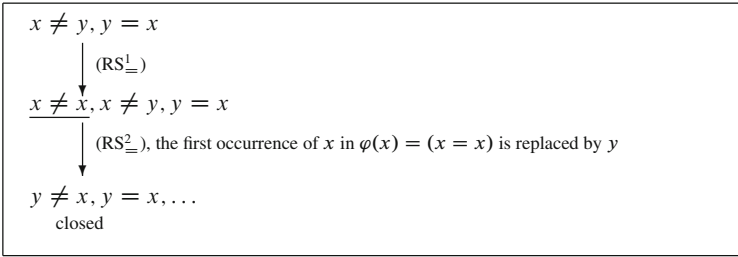 x ≠ y, y = x
(RS¹₌)
x ≠ x, x ≠ y, y = x
(RS²₌), the first occurrence of x in φ(x) = (x = x) is replaced by y
y ≠ x, y = x, . . .
closed